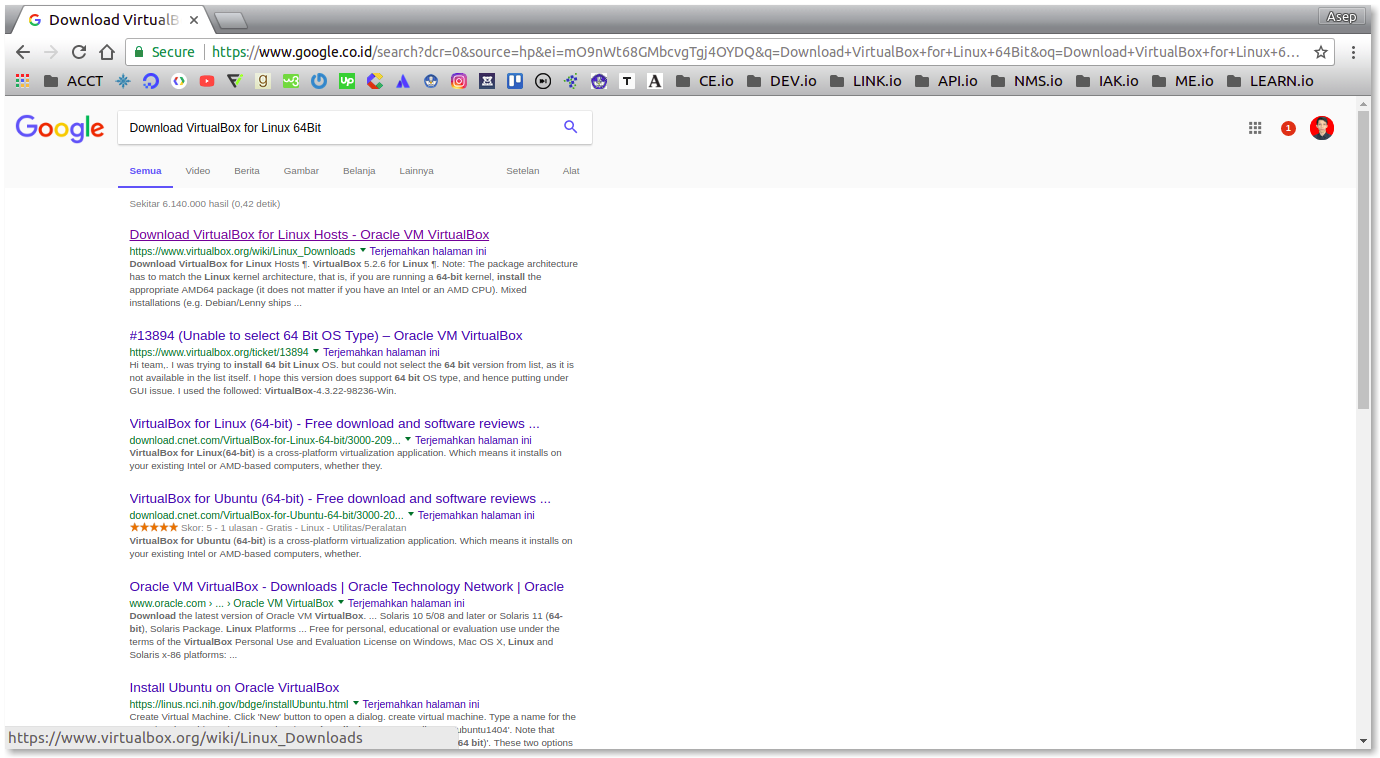 Download VirtualB
Asep
Secure https://www.google.co.id/search?dcr=0&source=hp&ei=mO9nWt68GMbcvgTgj4OYDQ&q=Download+VirtualBox+for+Linux+64Bit&oq=Download+VirtualBox+for+Linux+6...
ACCT CE.io DEV.io LINK.io API.io NMS.io IAK.io ME.io LEARN.io
Google Download VirtualBox for Linux 64Bit 1
Semua Video Berita Gambar Belanja Lainnya Setelan Alat
Sekitar 6.140.000 hasil (0,42 detik)
Download VirtualBox for Linux Hosts - Oracle VM VirtualBox
https://www.virtualbox.org/wiki/Linux_Downloads Terjemahkan halaman ini
Download VirtualBox for Linux Hosts ¶. VirtualBox 5.2.6 for Linux ¶. Note: The package architecture
has to match the Linux kernel architecture, that is, if you are running a 64-bit kernel, install the
appropriate AMD64 package (it does not matter if you have an Intel or an AMD CPU). Mixed
installations (e.g. Debian/Lenny ships ...
#13894 (Unable to select 64 Bit OS Type) – Oracle VM VirtualBox
https://www.virtualbox.org/ticket/13894 Terjemahkan halaman ini
Hi team,. I was trying to install 64 bit Linux OS. but could not select the 64 bit version from list, as it is
not available in the list itself. I hope this version does support 64 bit OS type, and hence putting under
GUI issue. I used the followed: VirtualBox-4.3.22-98236-Win.
VirtualBox for Linux (64-bit) - Free download and software reviews ...
download.cnet.com/VirtualBox-for-Linux-64-bit/3000-209... Terjemahkan halaman ini
VirtualBox for Linux(64-bit) is a cross-platform virtualization application. Which means it installs on
your existing Intel or AMD-based computers, whether they.
VirtualBox for Ubuntu (64-bit) - Free download and software reviews ...
download.cnet.com/VirtualBox-for-Ubuntu-64-bit/3000-20... Terjemahkan halaman ini
★★★★★ Skor: 5 - 1 ulasan - Gratis - Linux - Utilitas/Peralatan
VirtualBox for Ubuntu (64-bit) is a cross-platform virtualization application. Which means it installs on
your existing Intel or AMD-based computers, whether.
Oracle VM VirtualBox - Downloads | Oracle Technology Network | Oracle
www.oracle.com › ... › Oracle VM VirtualBox Terjemahkan halaman ini
Download the latest version of Oracle VM VirtualBox. ... Solaris 10 5/08 and later or Solaris 11 (64-
bit), Solaris Package. Linux Platforms ... Free for personal, educational or evaluation use under the
terms of the VirtualBox Personal Use and Evaluation License on Windows, Mac OS X, Linux and
Solaris x-86 platforms: ...
Install Ubuntu on Oracle VirtualBox
https://linus.nci.nih.gov/bdge/installUbuntu.html Terjemahkan halaman ini
Create Virtual Machine. Click 'New' button to open a dialog. create virtual machine. Type a name for the
ubuntu1404'. Note that
https://www.virtualbox.org/wiki/Linux_Downloads 64 bit)'. These two options